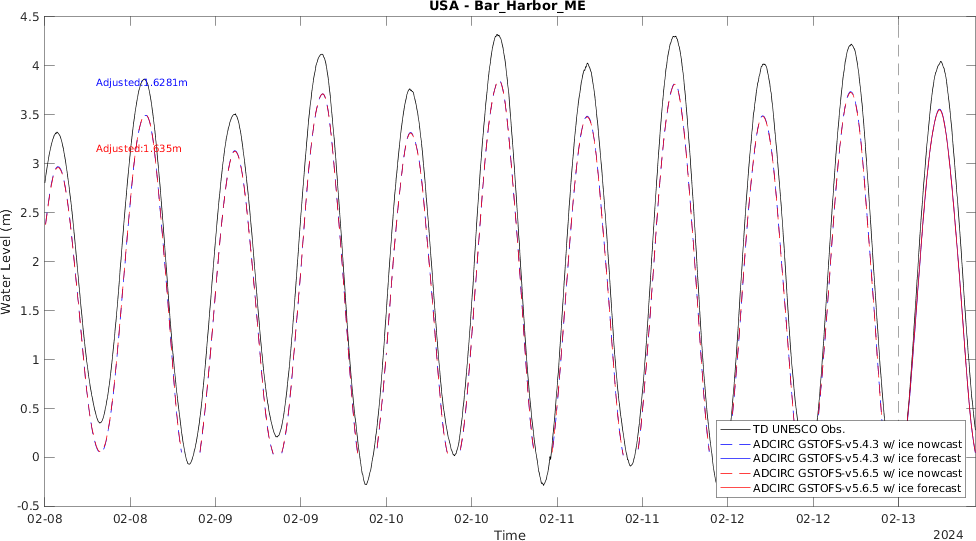 USA - Bar_Harbor_ME
4.5
4
3.5
3
2.5
2
1.5
1
0.5
0
-0.5
Water Level (m)
Adjusted:1.6281m
Adjusted:1.635m
TD UNESCO Obs.
ADCIRC GSTOFS-v5.4.3 w/ ice nowcast
ADCIRC GSTOFS-v5.4.3 w/ ice forecast
ADCIRC GSTOFS-v5.6.5 w/ ice nowcast
ADCIRC GSTOFS-v5.6.5 w/ ice forecast
02-08 02-08 02-09 02-09 02-10 02-10 02-11 02-11 02-12 02-12 02-13
Time
2024